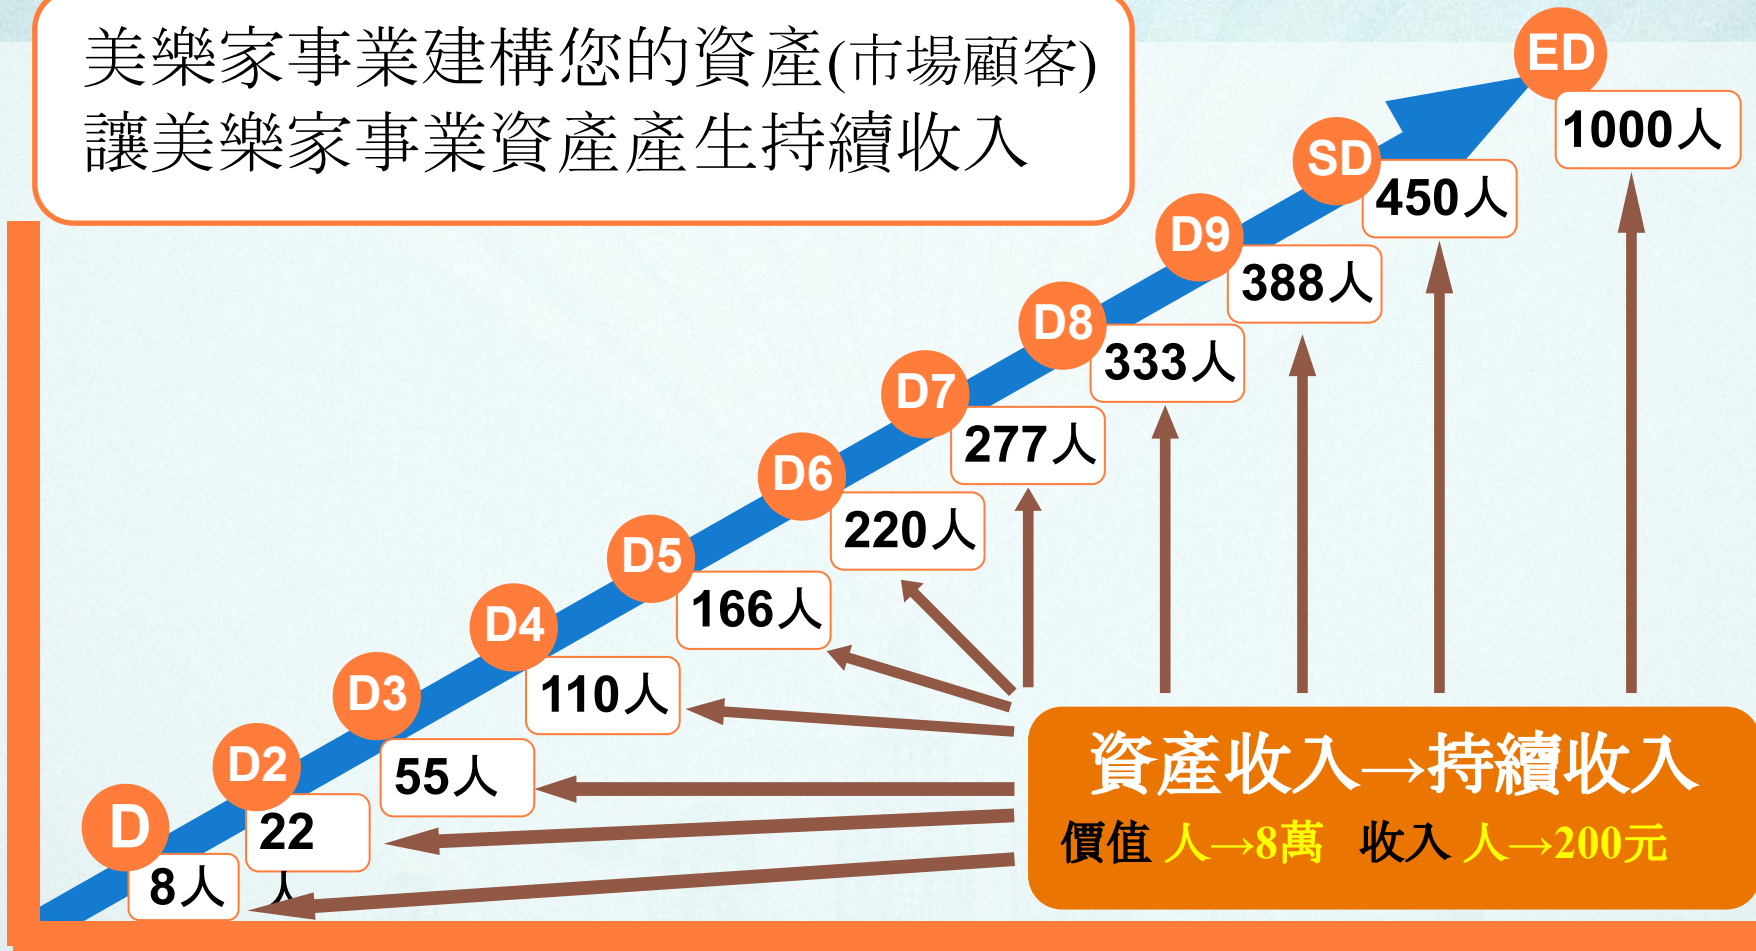 美樂家事業建構您的資產(市場顧客)
讓美樂家事業資產產生持續收入
ED
1000人
SD
450人
D9
388人
D8
333人
D7
277人
D6
220人
D5
166人
D4
110人
D3
55人
D2
22
人
D
8人
資產收入→持續收入
價值 人→8萬 收入 人→200元